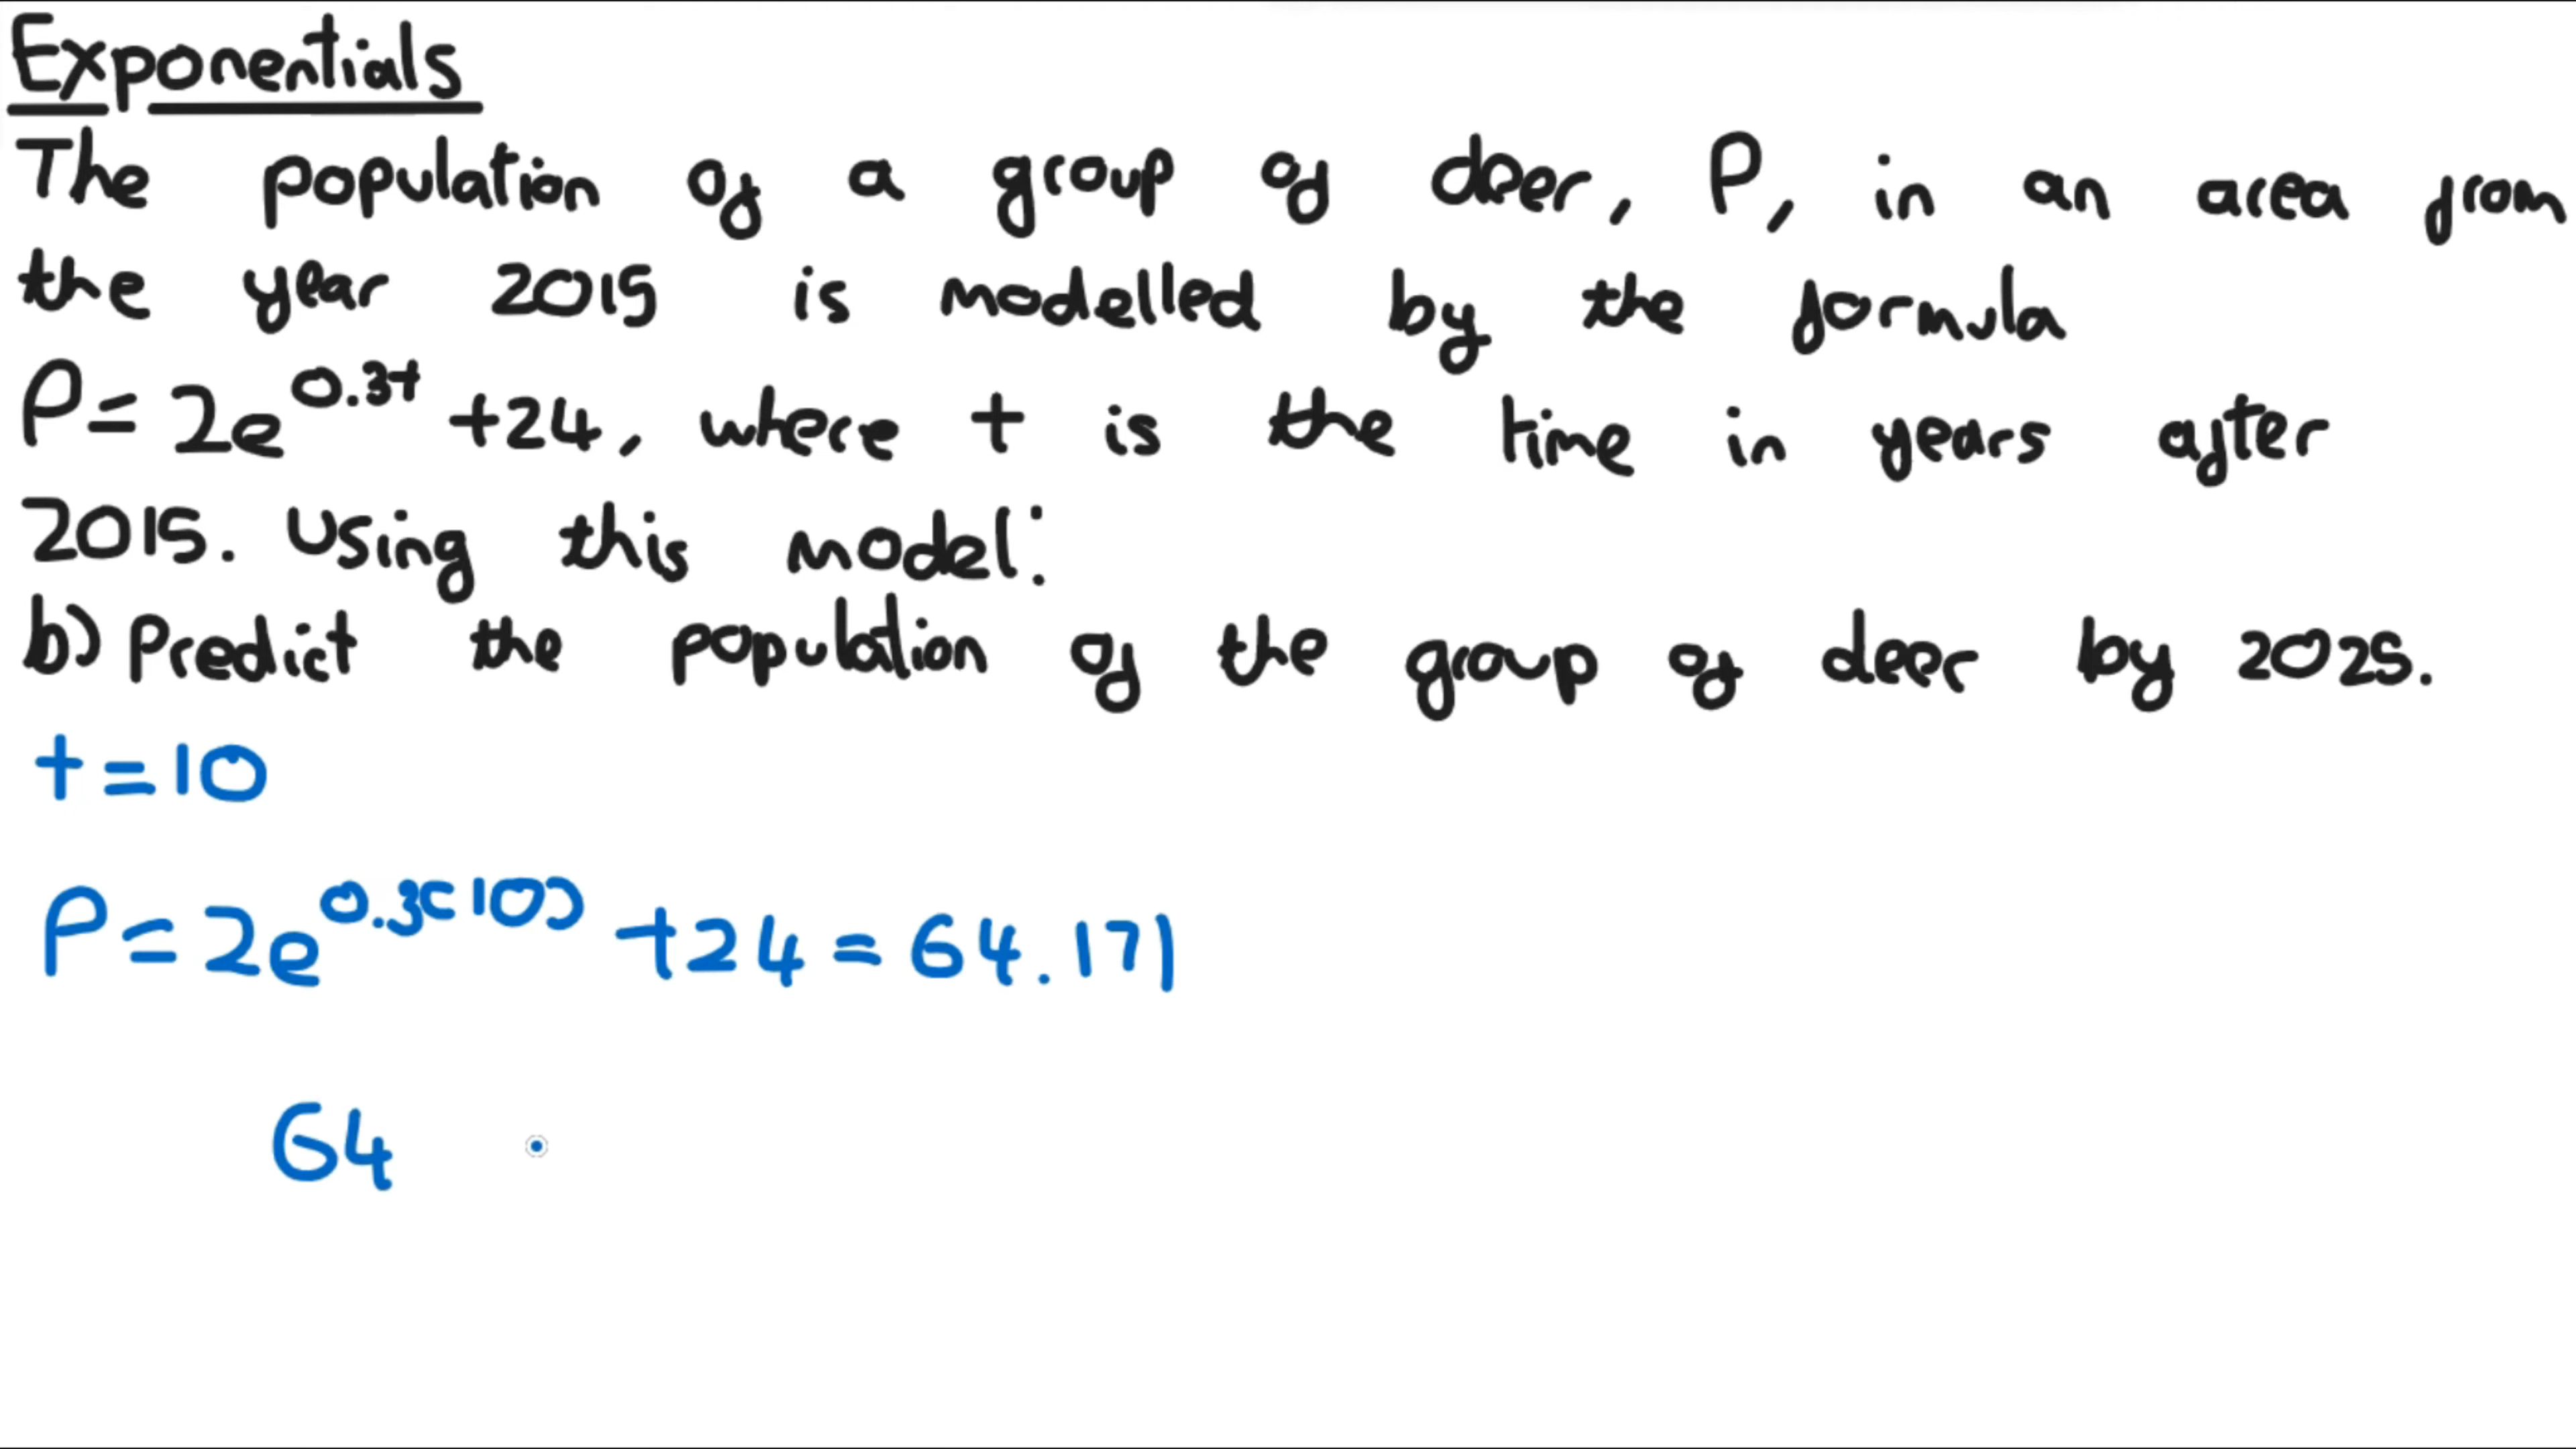 Exponentials
The population of a group of deer, P, in an area from
the year 2015 is modelled by the formula
P = 2e^0.3t +24, where t is the time in years after
2015. Using this model:
b) Predict the population of the group of deer by 2025.
t = 10
P = 2e^0.3(10) +24 = 64.171
64